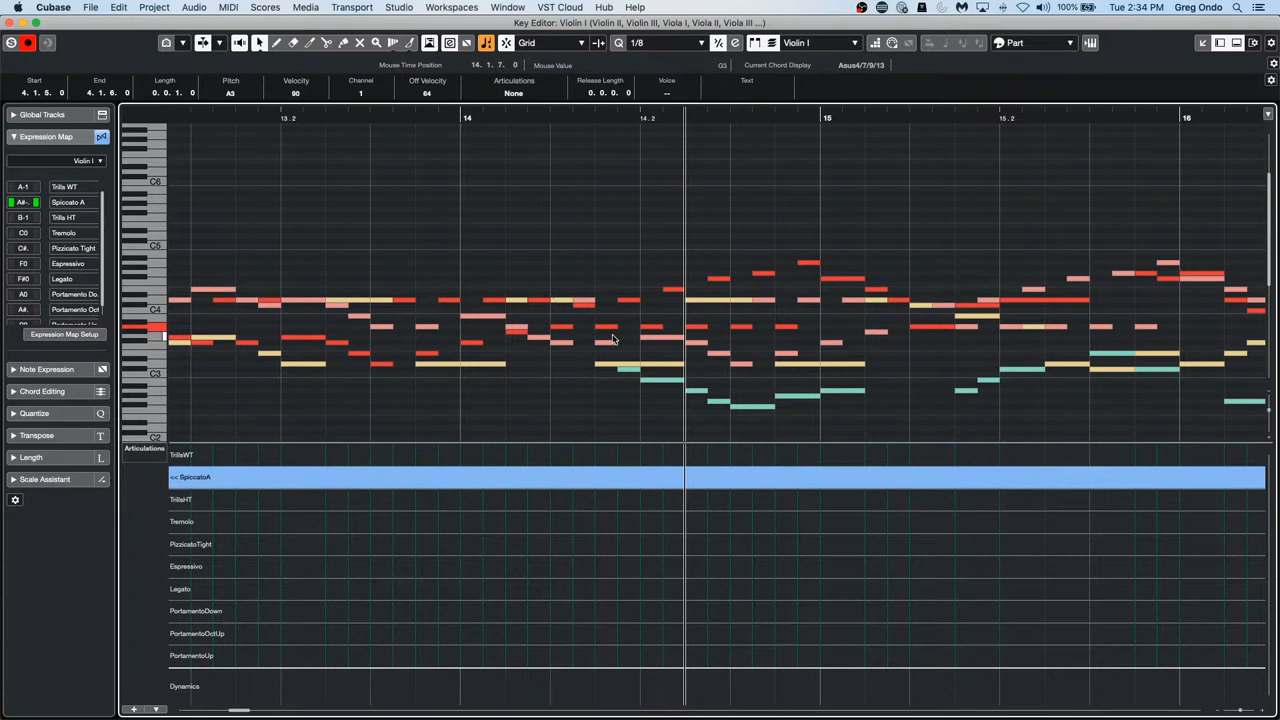 Cubase File Edit Project Audio MIDI Scores Media Transport Studio Workspaces Window VST Cloud Hub Help
100% Tue 2:34 PM Greg Ondo
Key Editor: Violin I (Violin II, Violin III, Viola I, Viola II, Viola III ...)
Grid 1/8 Violin I Part
Mouse Time Position 14. 1. 7. 0 Mouse Value G3 Current Chord Display Asus4/7/9/13
Start End Length Pitch Velocity Channel Off Velocity Articulations Release Length Voice Text
4. 1. 5. 0 4. 1. 6. 0 0. 0. 1. 0 A3 90 1 64 None 0. 0. 0. 0 --
Global Tracks
13. 2 14 14. 2 15 15. 2 16
Expression Map
Violin I
A-1 Trills WT
A#-. Spiccato A
B-1 Trills HT
C0 Tremolo
C#. Pizzicato Tight
F0 Espressivo
F#0 Legato
A0 Portamento Do.
A#. Portamento Oct
Expression Map Setup
Note Expression
Chord Editing
Quantize Q
Transpose T
Length
Scale Assistant
C6
C5
C4
C3
C2
Articulations
TrillsWT
<< SpiccatoA
TrillsHT
Tremolo
PizzicatoTight
Espressivo
Legato
PortamentoDown
PortamentoOctUp
PortamentoUp
Dynamics